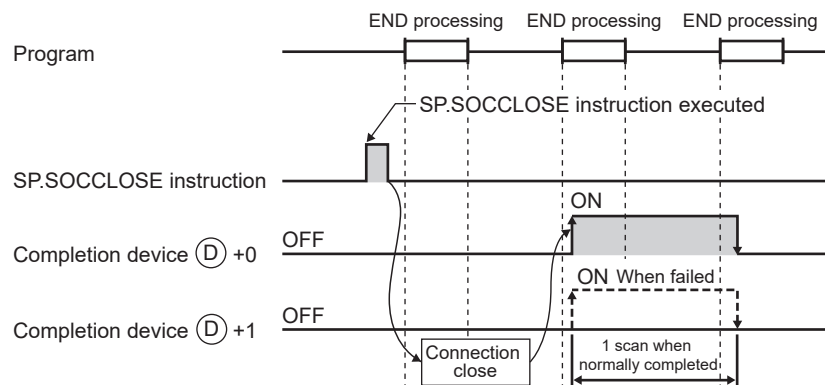 END processing END processing END processing
Program
SP.SOCCLOSE instruction executed
SP.SOCCLOSE instruction
ON
Completion device D +0 OFF
ON When failed
Completion device D +1 OFF
Connection
close
1 scan when
normally completed